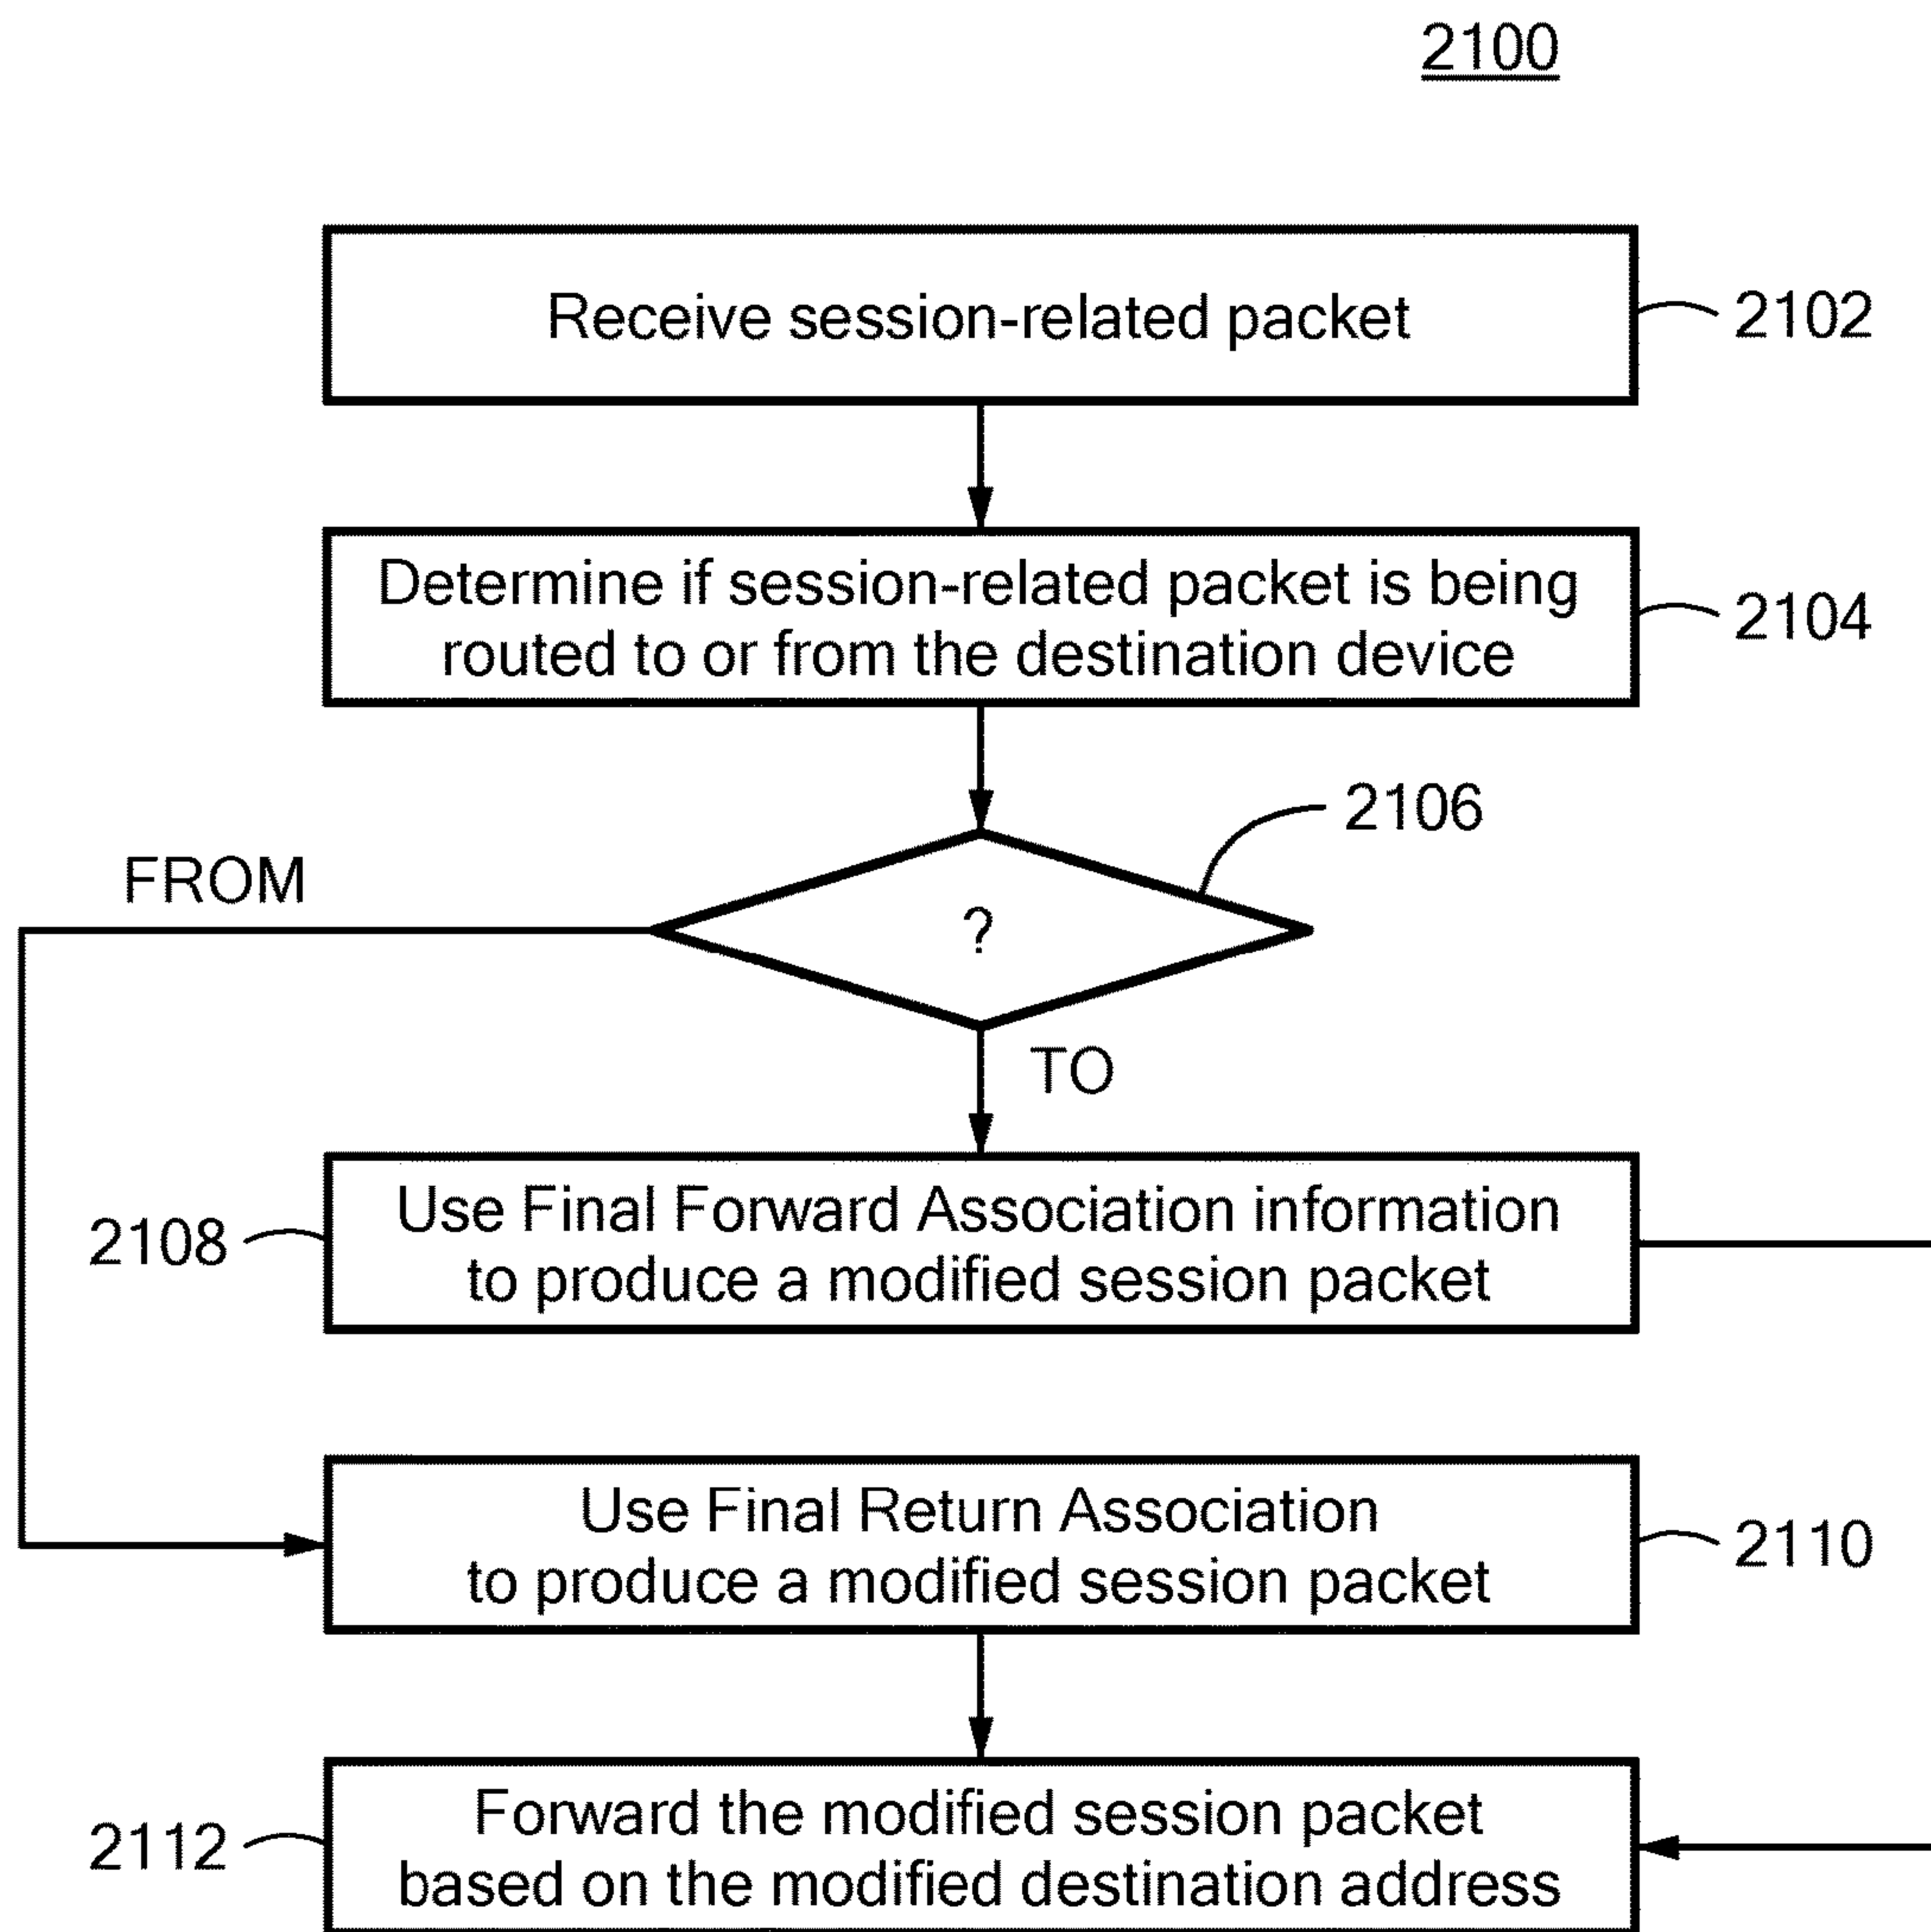 2100
Receive session-related packet
2102
Determine if session-related packet is being
routed to or from the destination device
2104
2106
FROM
?
TO
2108
Use Final Forward Association information
to produce a modified session packet
Use Final Return Association
to produce a modified session packet
2110
2112
Forward the modified session packet
based on the modified destination address